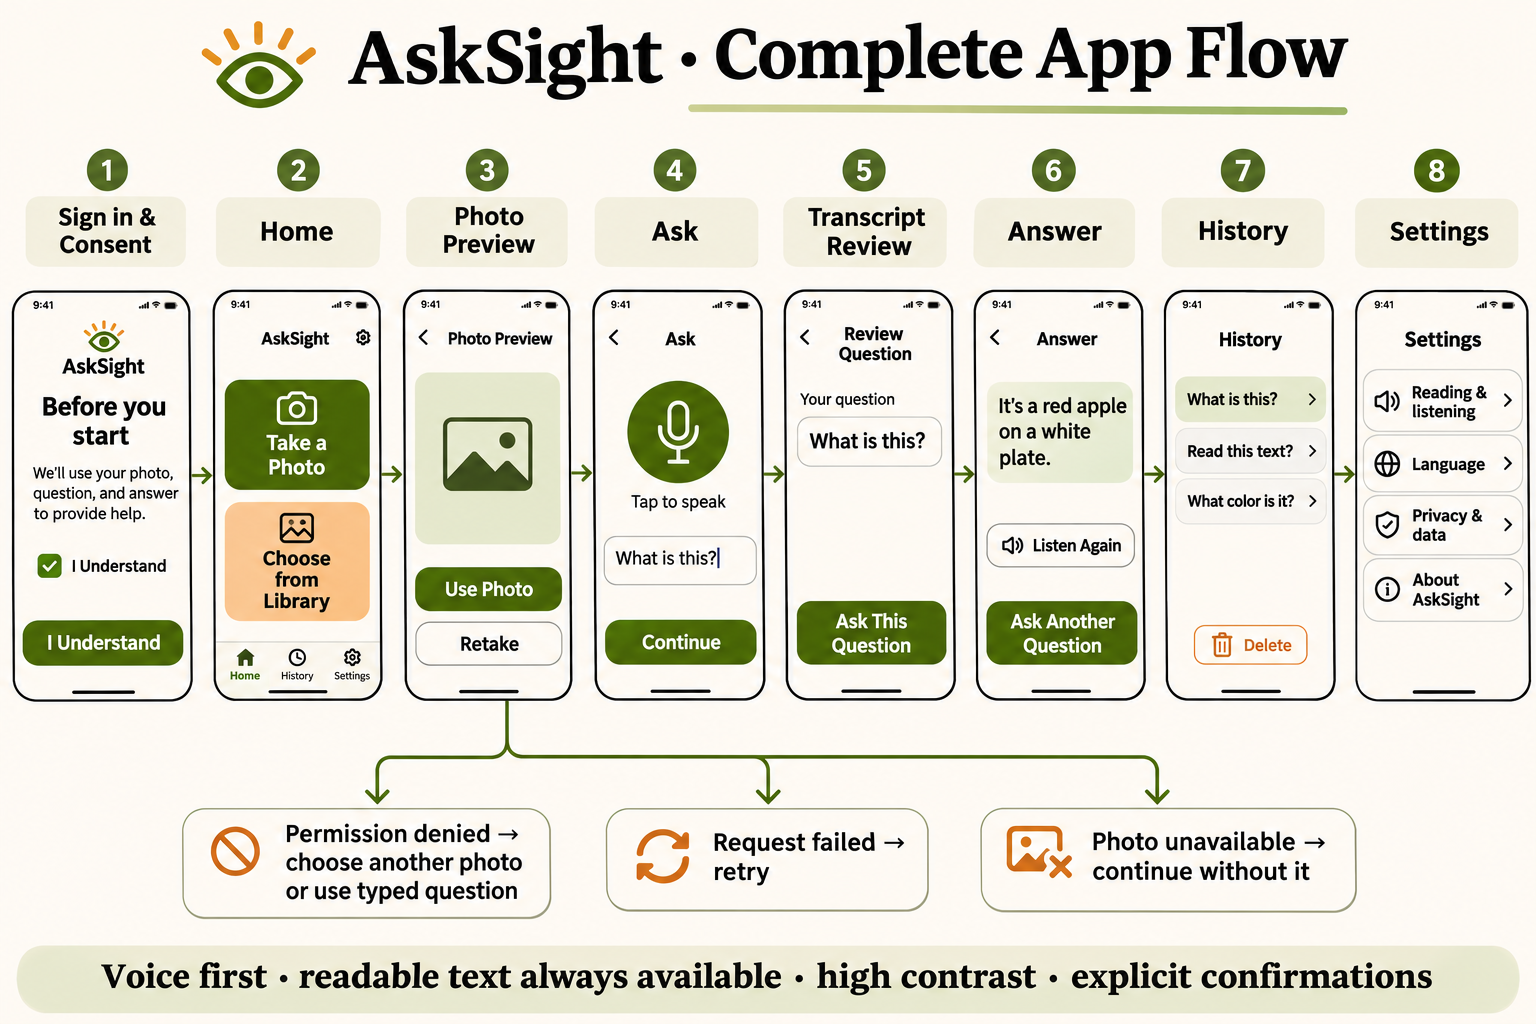 AskSight · Complete App Flow
1
Sign in &
Consent
2
Home
3
Photo
Preview
4
Ask
5
Transcript
Review
6
Answer
7
History
8
Settings
9:41
AskSight
Before you
start
We'll use your photo,
question, and answer
to provide help.
I Understand
I Understand
9:41
AskSight
Take a
Photo
Choose
from
Library
Home
History
Settings
9:41
Photo Preview
Use Photo
Retake
9:41
Ask
Tap to speak
What is this?
Continue
9:41
Review
Question
Your question
What is this?
Ask This
Question
9:41
Answer
It's a red apple
on a white
plate.
Listen Again
Ask Another
Question
9:41
History
What is this?
Read this text?
What color is it?
Delete
9:41
Settings
Reading &
listening
Language
Privacy &
data
About
AskSight
Permission denied →
choose another photo
or use typed question
Request failed →
retry
Photo unavailable →
continue without it
Voice first · readable text always available · high contrast · explicit confirmations